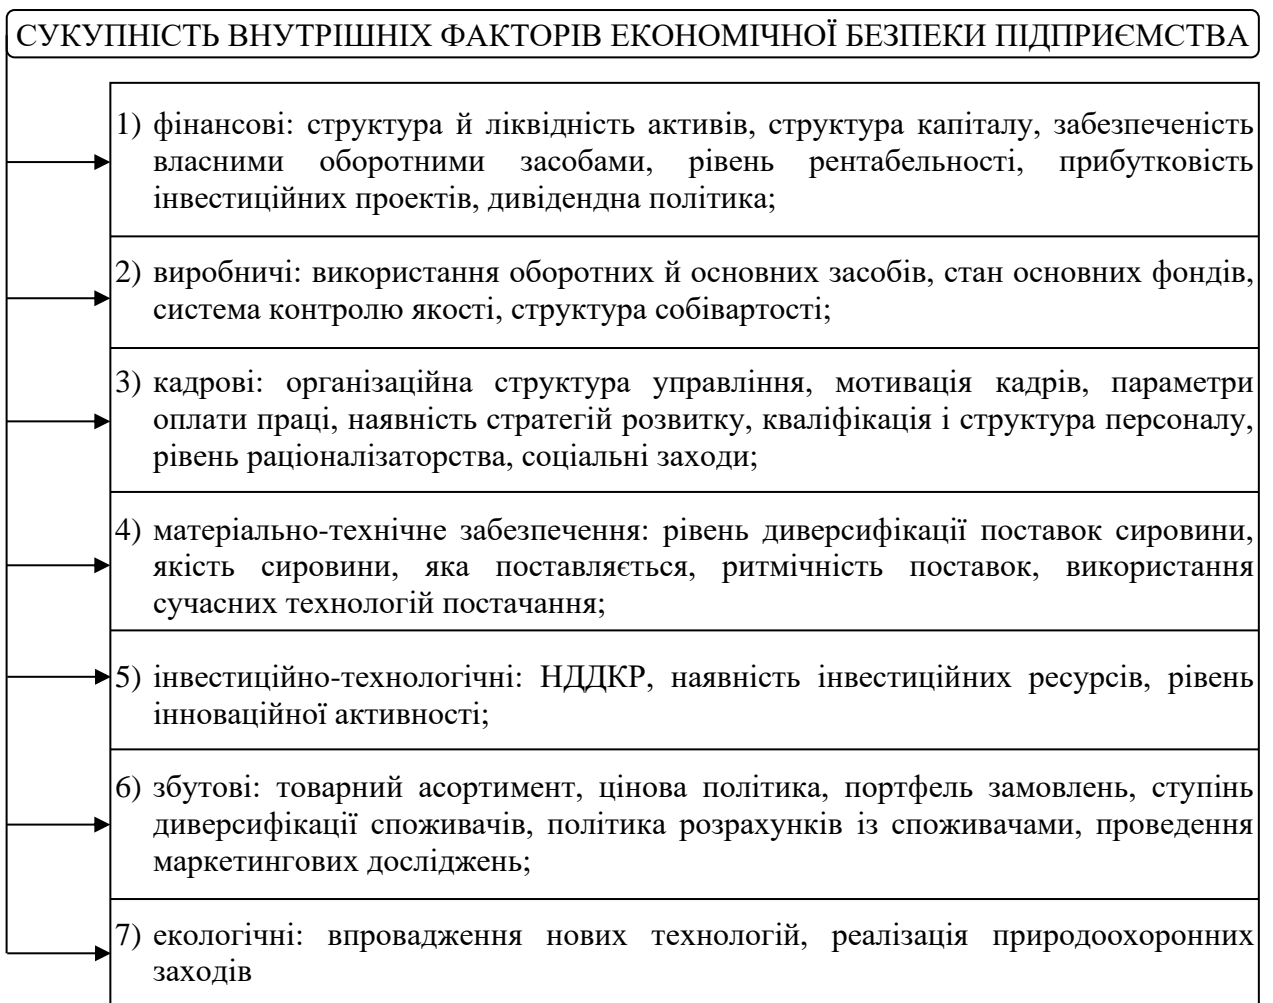 СУКУПНІСТЬ ВНУТРІШНІХ ФАКТОРІВ ЕКОНОМІЧНОЇ БЕЗПЕКИ ПІДПРИЄМСТВА
1) фінансові: структура й ліквідність активів, структура капіталу, забезпеченість
власними оборотними засобами, рівень рентабельності, прибутковість
інвестиційних проектів, дивідендна політика;
2) виробничі: використання оборотних й основних засобів, стан основних фондів,
система контролю якості, структура собівартості;
3) кадрові: організаційна структура управління, мотивація кадрів, параметри
оплати праці, наявність стратегій розвитку, кваліфікація і структура персоналу,
рівень раціоналізаторства, соціальні заходи;
4) матеріально-технічне забезпечення: рівень диверсифікації поставок сировини,
якість сировини, яка поставляється, ритмічність поставок, використання
сучасних технологій постачання;
5) інвестиційно-технологічні: НДДКР, наявність інвестиційних ресурсів, рівень
інноваційної активності;
6) збутові: товарний асортимент, цінова політика, портфель замовлень, ступінь
диверсифікації споживачів, політика розрахунків із споживачами, проведення
маркетингових досліджень;
7) екологічні: впровадження нових технологій, реалізація природоохоронних
заходів